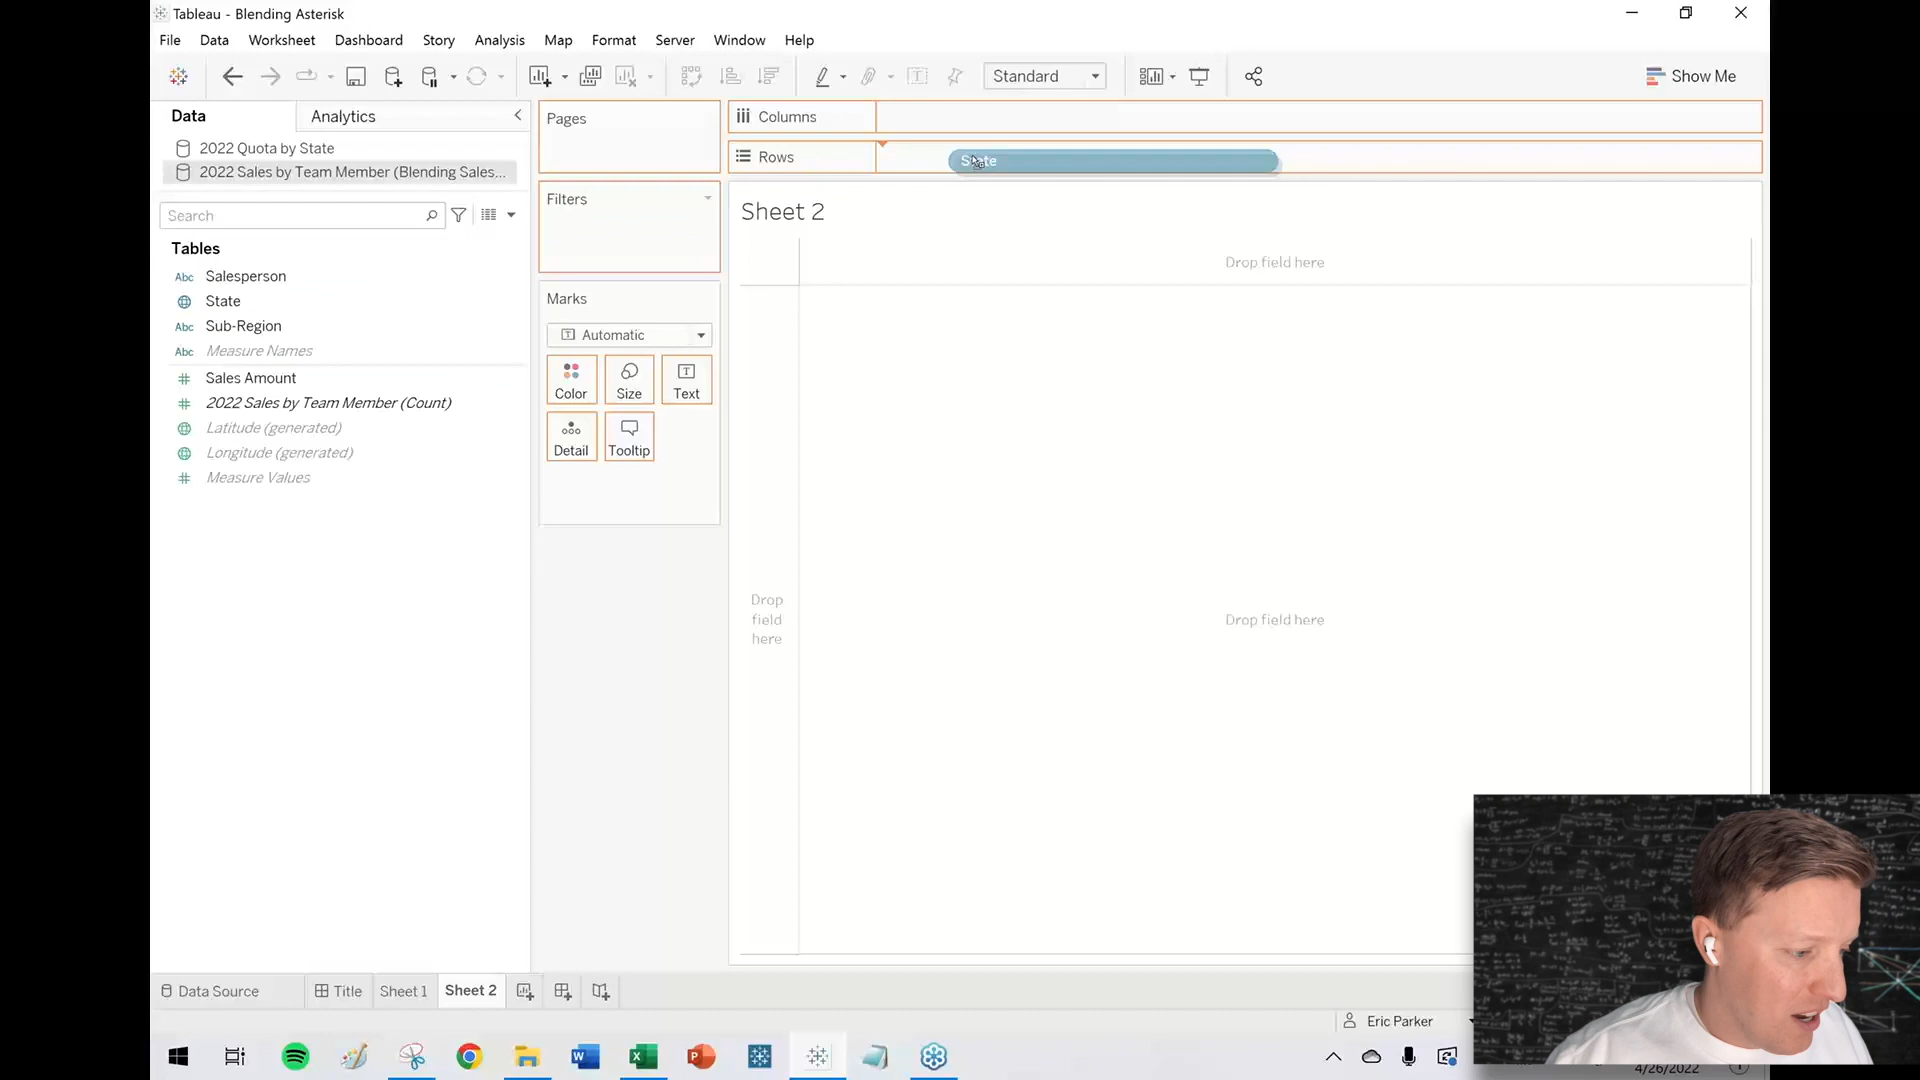 Tableau - Blending Asterisk
File Data Worksheet Dashboard Story Analysis Map Format Server Window Help
Standard
Show Me
Data
Analytics
2022 Quota by State
2022 Sales by Team Member (Blending Sales...
Search
Tables
Abc Salesperson
State
Abc Sub-Region
Abc Measure Names
Sales Amount
2022 Sales by Team Member (Count)
Latitude (generated)
Longitude (generated)
Measure Values
Pages
Filters
Marks
Automatic
Color Size Text
Detail Tooltip
Columns
Rows
State
Sheet 2
Drop field here
Drop
field
here
Drop field here
Data Source
Title
Sheet 1
Sheet 2
Eric Parker
4/26/2022